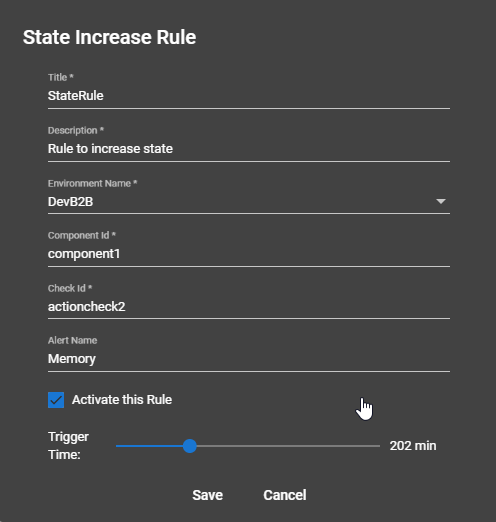 State Increase Rule
Title *
StateRule
Description *
Rule to increase state
Environment Name *
DevB2B
Component Id *
component1
Check Id *
actioncheck2
Alert Name
Memory
Activate this Rule
Trigger
Time:
202 min
Save
Cancel